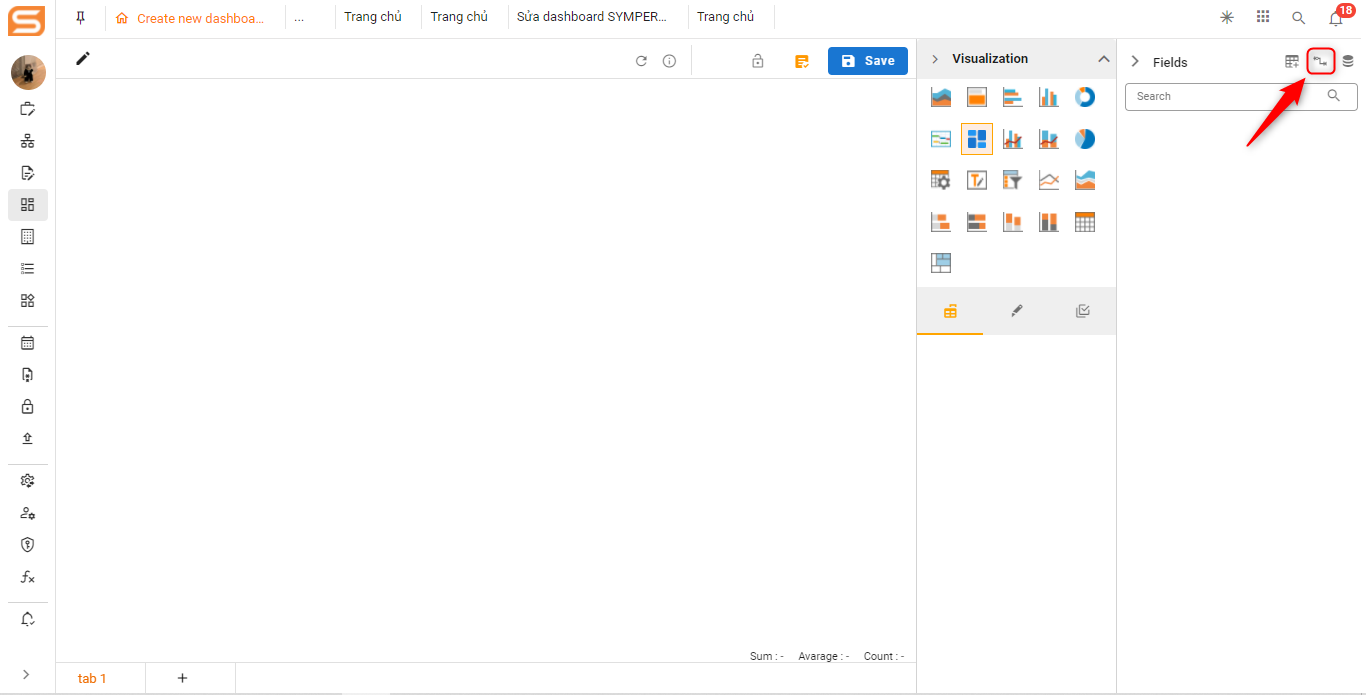 Create new dashboa...
...
Trang chủ
Trang chủ
Sửa dashboard SYMPER...
Trang chủ
18
Save
Visualization
Fields
Search
Sum : -
Avarage : -
Count : -
tab 1
+